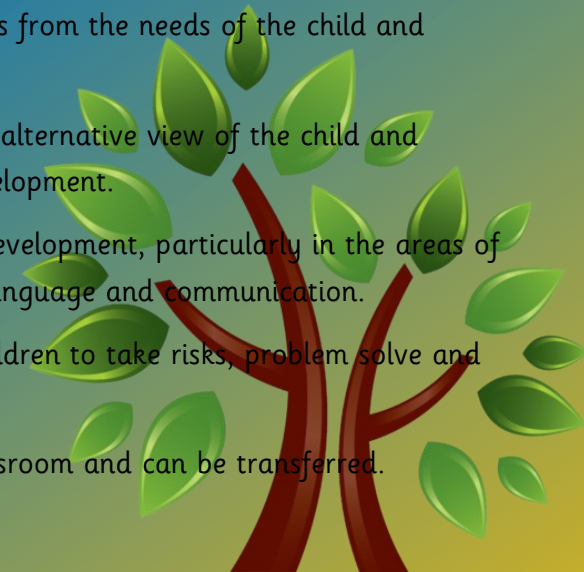 s from the needs of the child and
alternative view of the child and
elopment.
evelopment, particularly in the areas of
nguage and communication.
ldren to take risks, problem solve and
sroom and can be transferred.